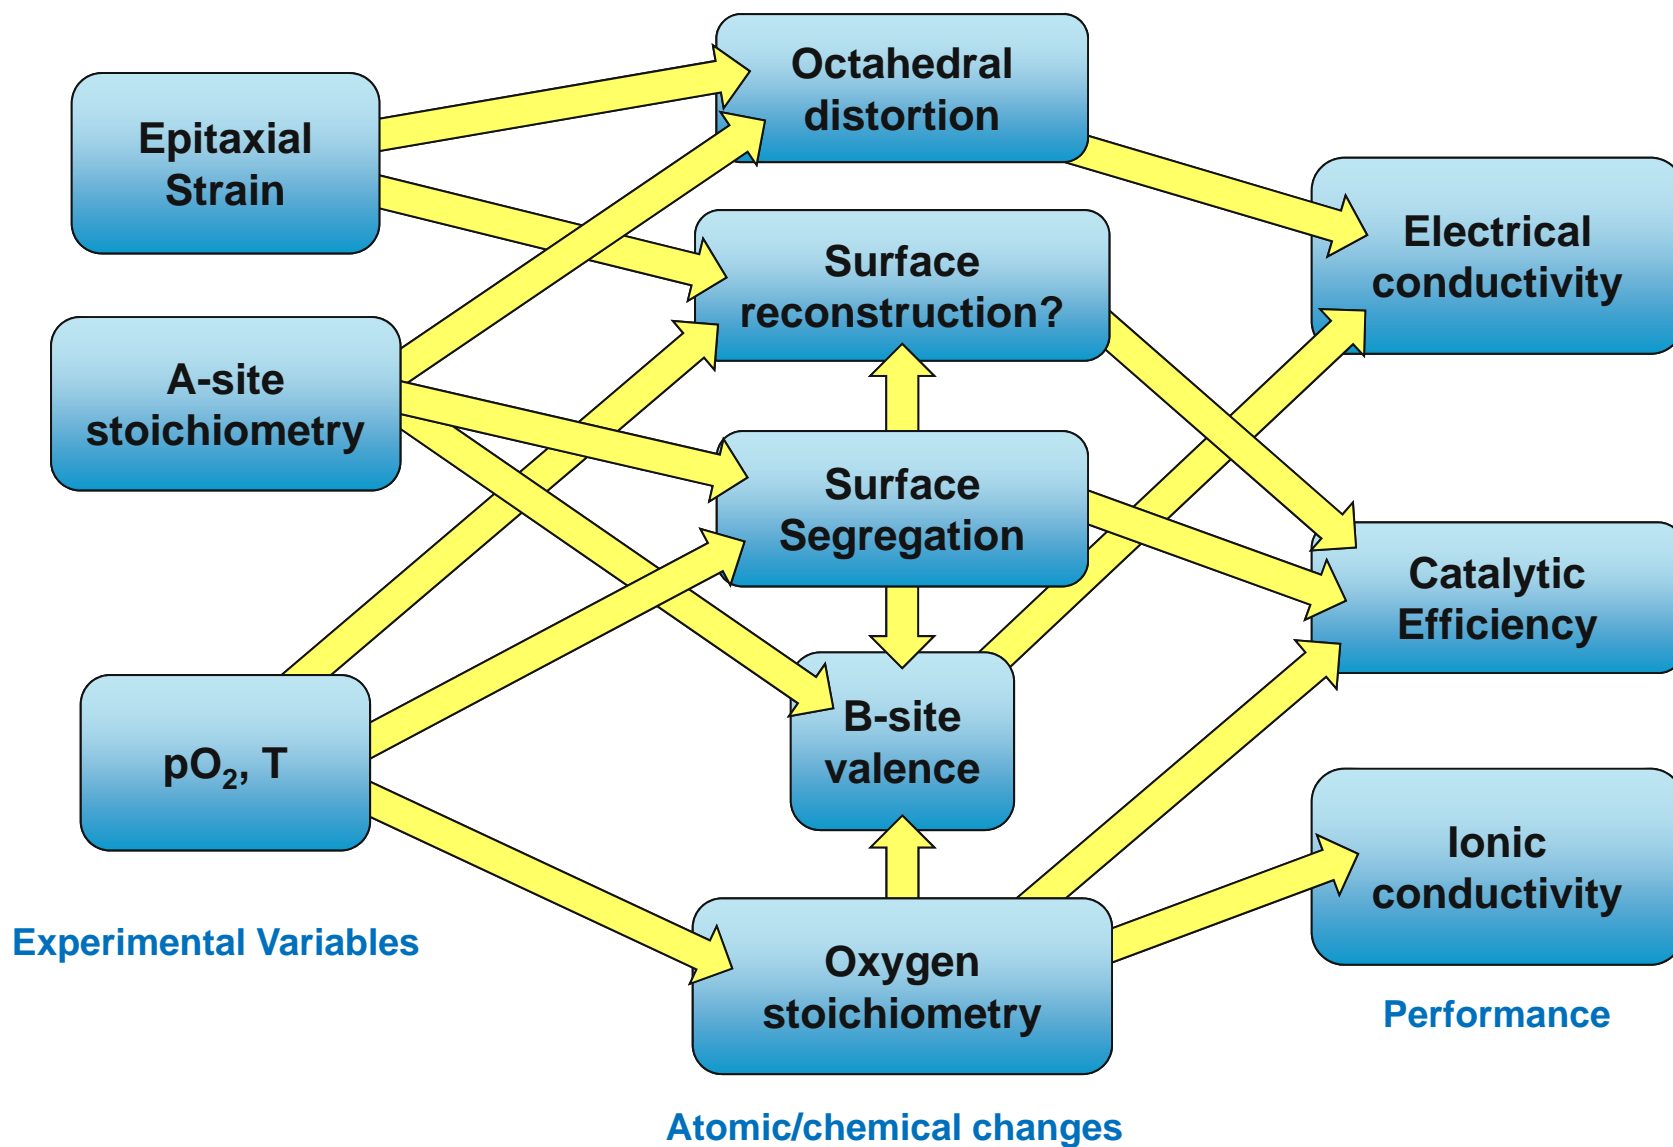 Epitaxial
Strain
A-site
stoichiometry
pO₂, T
Experimental Variables
Octahedral
distortion
Surface
reconstruction?
Surface
Segregation
B-site
valence
Oxygen
stoichiometry
Atomic/chemical changes
Electrical
conductivity
Catalytic
Efficiency
Ionic
conductivity
Performance